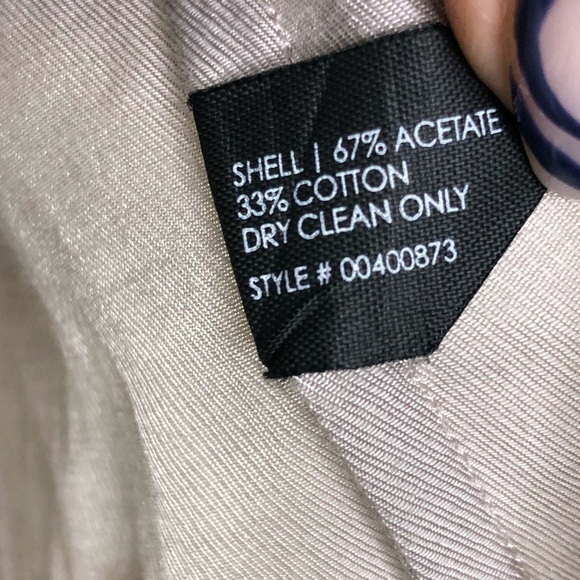 SHELL | 67% ACETATE
33% COTTON
DRY CLEAN ONLY
STYLE # 00400873